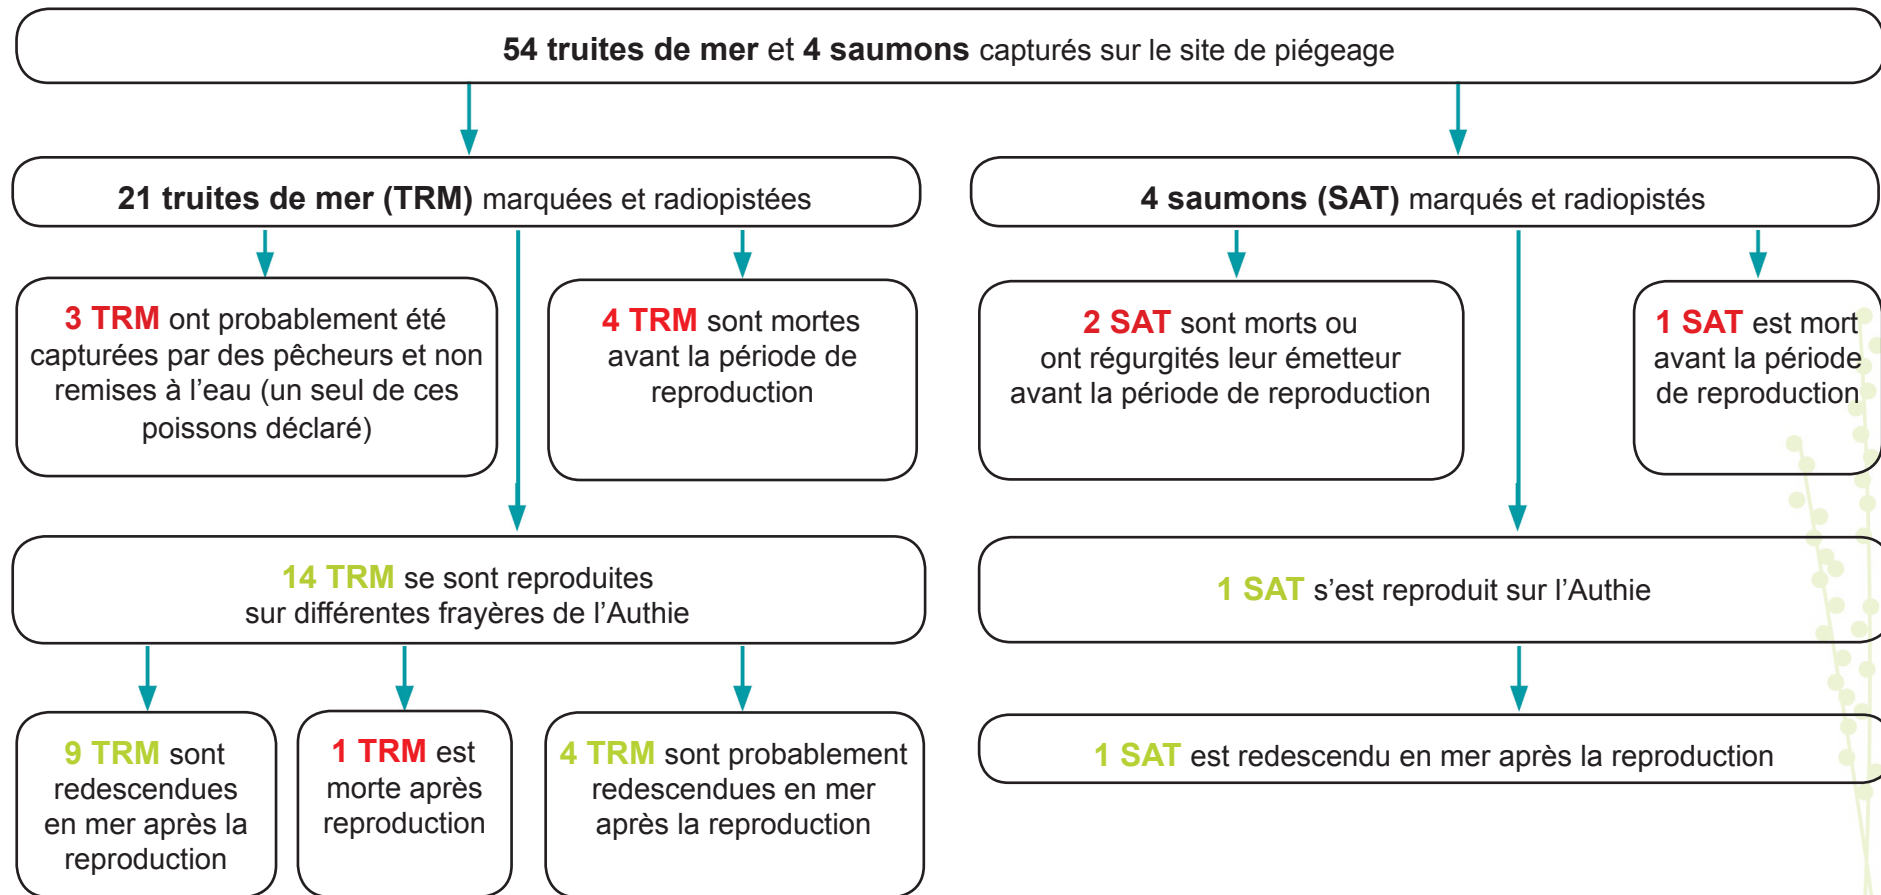 54 truites de mer et 4 saumons capturés sur le site de piégeage
21 truites de mer (TRM) marquées et radiopistées
4 saumons (SAT) marqués et radiopistés
3 TRM ont probablement été
capturées par des pêcheurs et non
remises à l’eau (un seul de ces
poissons déclaré)
4 TRM sont mortes
avant la période de
reproduction
2 SAT sont morts ou
ont régurgités leur émetteur
avant la période de reproduction
1 SAT est mort
avant la période
de reproduction
14 TRM se sont reproduites
sur différentes frayères de l’Authie
1 SAT s’est reproduit sur l’Authie
9 TRM sont
redescendues
en mer après la
reproduction
1 TRM est
morte après
reproduction
4 TRM sont probablement
redescendues en mer
après la reproduction
1 SAT est redescendu en mer après la reproduction